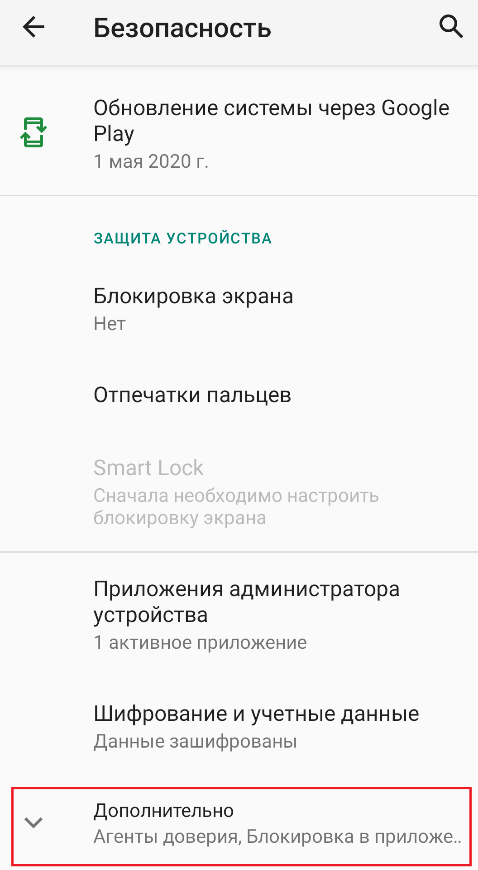 Безопасность
Обновление системы через Google
Play
1 мая 2020 г.
ЗАЩИТА УСТРОЙСТВА
Блокировка экрана
Нет
Отпечатки пальцев
Smart Lock
Сначала необходимо настроить
блокировку экрана
Приложения администратора
устройства
1 активное приложение
Шифрование и учетные данные
Данные зашифрованы
Дополнительно
Агенты доверия, Блокировка в приложе..